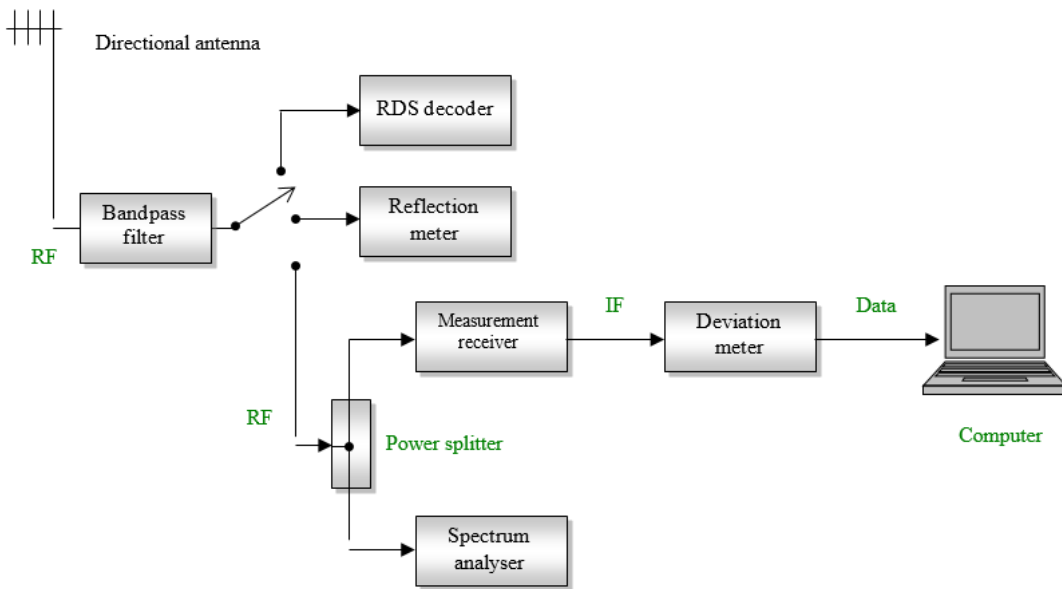 Directional antenna
RDS decoder
Bandpass
filter
Reflection
meter
RF
Measurement
receiver
IF
Deviation
meter
Data
RF
Power splitter
Computer
Spectrum
analyser